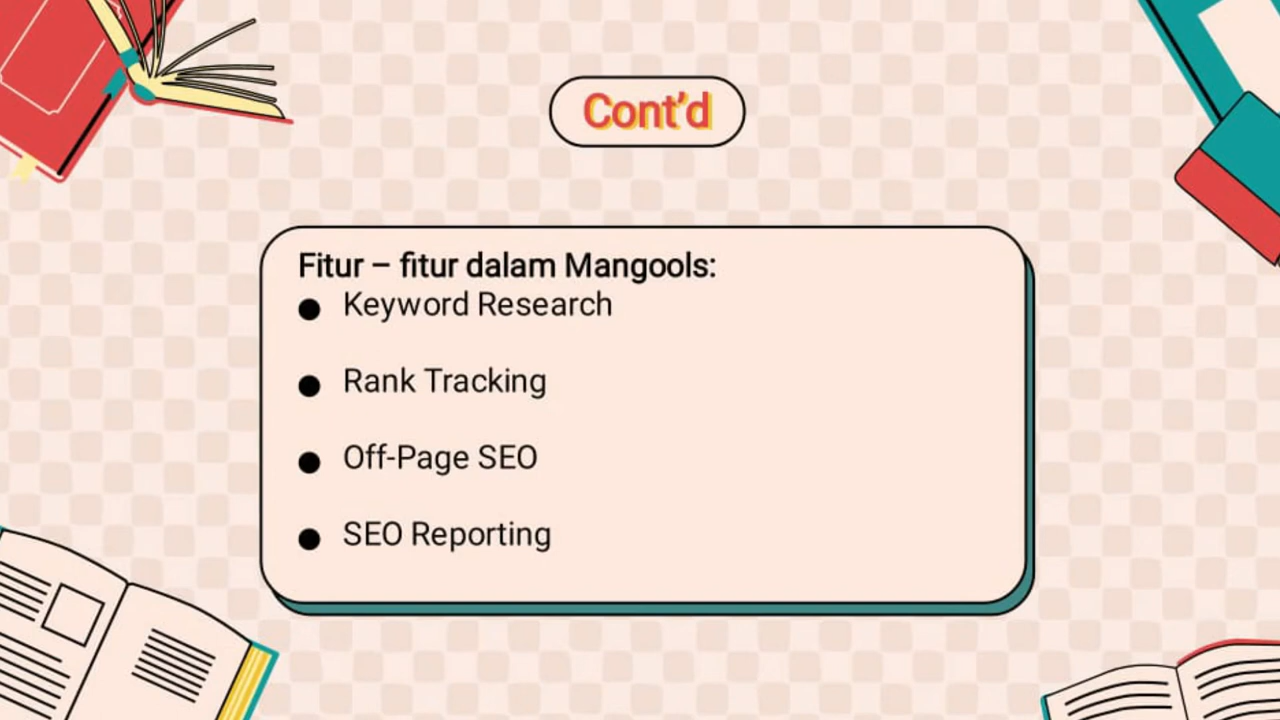 Cont’d
Fitur – fitur dalam Mangools:
● Keyword Research
● Rank Tracking
● Off-Page SEO
● SEO Reporting